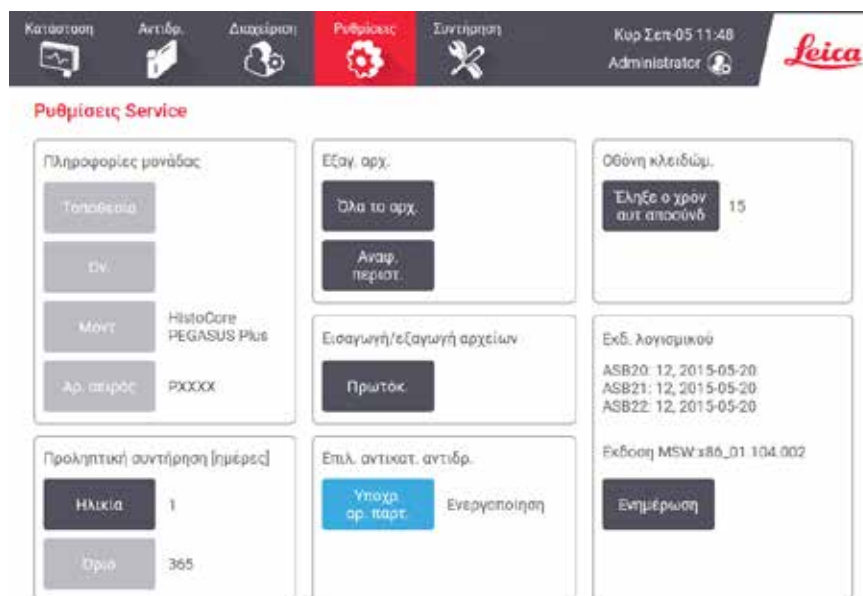 Κατάσταση
Αντιδρ.
Διαχείριση
Ρυθμίσεις
Συντήρηση
Κυρ Σεπ-05 11:48
Administrator
Leica
Ρυθμίσεις Service
Πληροφορίες μονάδας
Τοποθεσία
Ον.
Μοντ
HistoCore
PEGASUS Plus
Αρ. σειράς
PXXXX
Προληπτική συντήρηση [ημέρες]
Ηλικία
1
Όριο
365
Εξαγ. αρχ.
Όλα τα αρχ.
Αναφ.
περιστ.
Εισαγωγή/εξαγωγή αρχείων
Πρωτόκ.
Επιλ. αντικατ. αντιδρ.
Υποχρ
αρ. παρτ.
Ενεργοποίηση
Οθόνη κλειδώμ.
Έληξε ο χρόν
αυτ αποσύνδ
15
Εκδ. λογισμικού
ASB20: 12, 2015-05-20
ASB21: 12, 2015-05-20
ASB22: 12, 2015-05-20
Έκδοση MSW:x86_01.104.002
Ενημέρωση